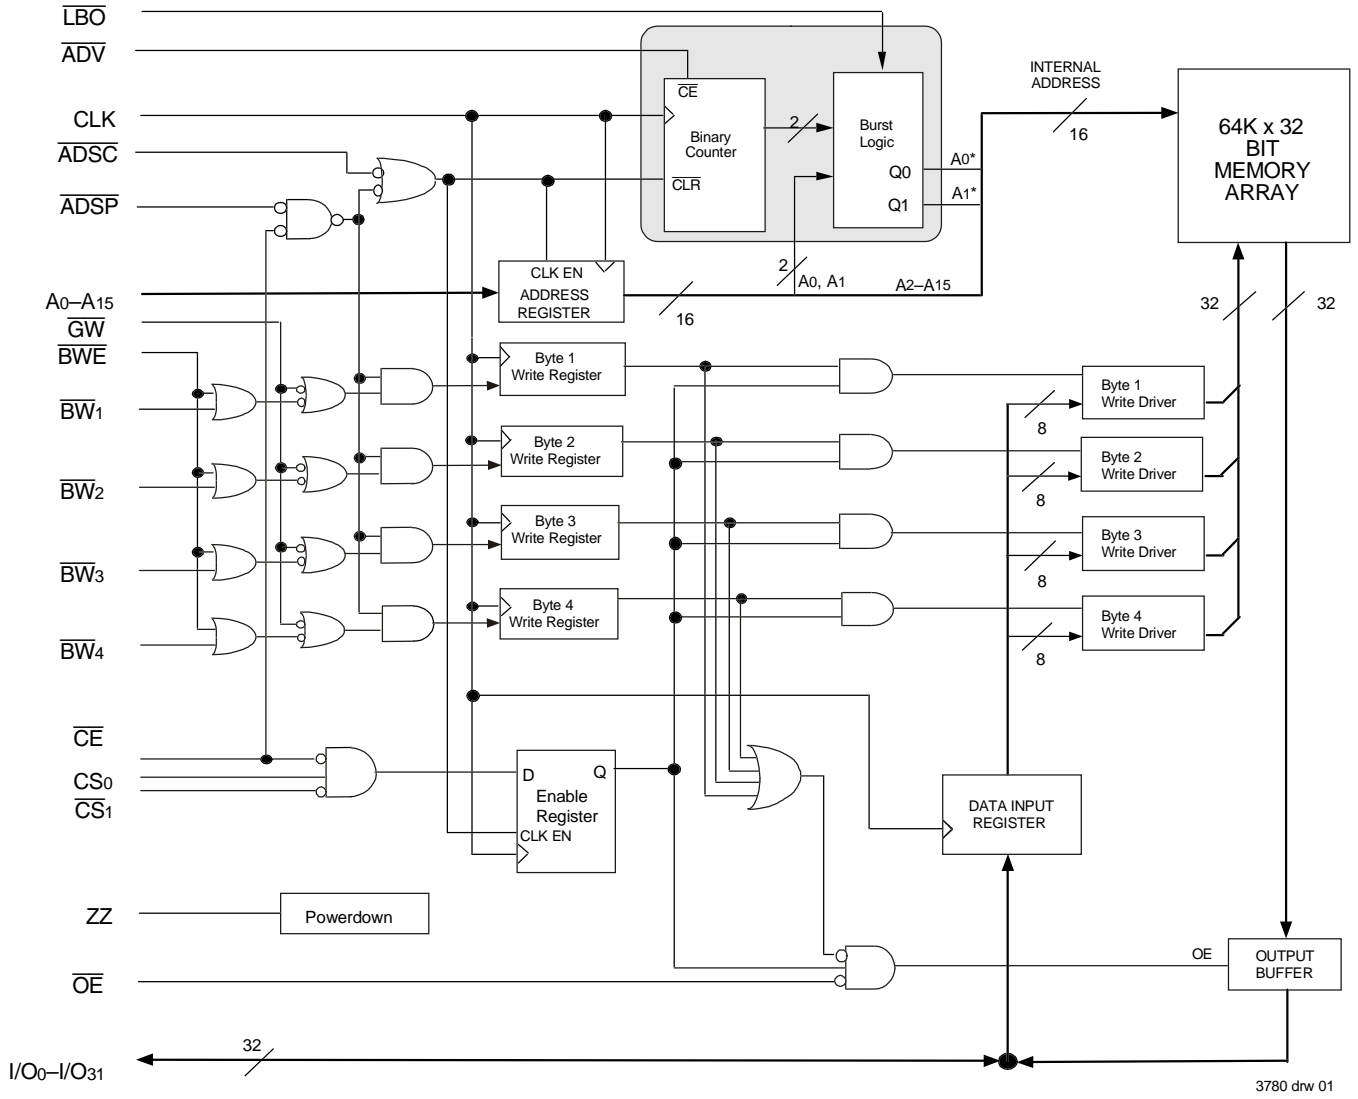 LBO
ADV
CLK
ADSC
ADSP
A0–A15
GW
BWE
BW1
BW2
BW3
BW4
CE
CS0
CS1
ZZ
OE
I/O0–I/O31
CE
Binary
Counter
CLR
2
Burst
Logic
Q0
Q1
A0*
A1*
INTERNAL
ADDRESS
16
64K x 32
BIT
MEMORY
ARRAY
CLK EN
ADDRESS
REGISTER
16
2
A0, A1
A2–A15
32
32
Byte 1
Write Register
Byte 2
Write Register
Byte 3
Write Register
Byte 4
Write Register
8
Byte 1
Write Driver
8
Byte 2
Write Driver
8
Byte 3
Write Driver
8
Byte 4
Write Driver
D
Q
Enable
Register
CLK EN
DATA INPUT
REGISTER
Powerdown
OE
OUTPUT
BUFFER
32
3780 drw 01